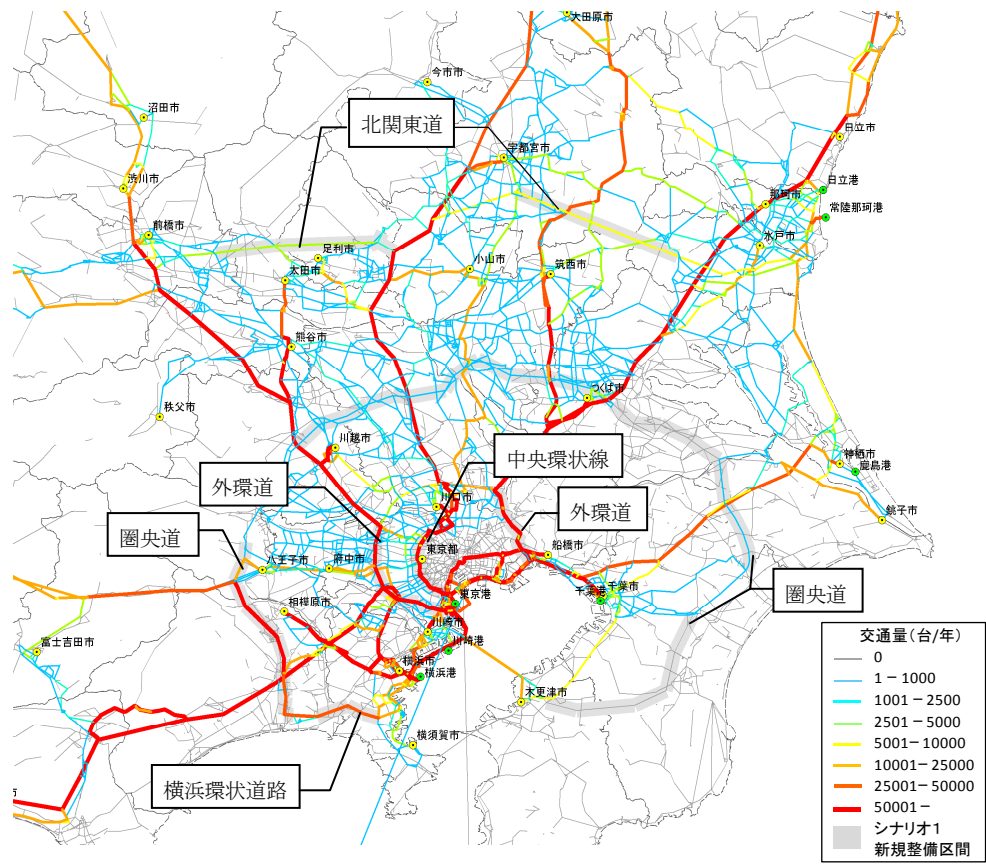 大田原市
今市市
沼田市
北関東道
日立市
宇都宮市
渋川市
日立港
那珂市
常陸那珂港
前橋市
水戸市
足利市
太田市
小山市
筑西市
熊谷市
つくば市
秩父市
川越市
中央環状線
神栖市
鹿島港
外環道
川口市
外環道
銚子市
圏央道
東京都
船橋市
八王子市
府中市
千葉市
千葉港
圏央道
東京港
相模原市
川崎市
川崎港
富士吉田市
横浜市
横浜港
木更津市
横須賀市
横浜環状道路
市
交通量(台/年)
0
1-1000
1001-2500
2501-5000
5001-10000
10001-25000
25001-50000
50001-
シナリオ1
新規整備区間